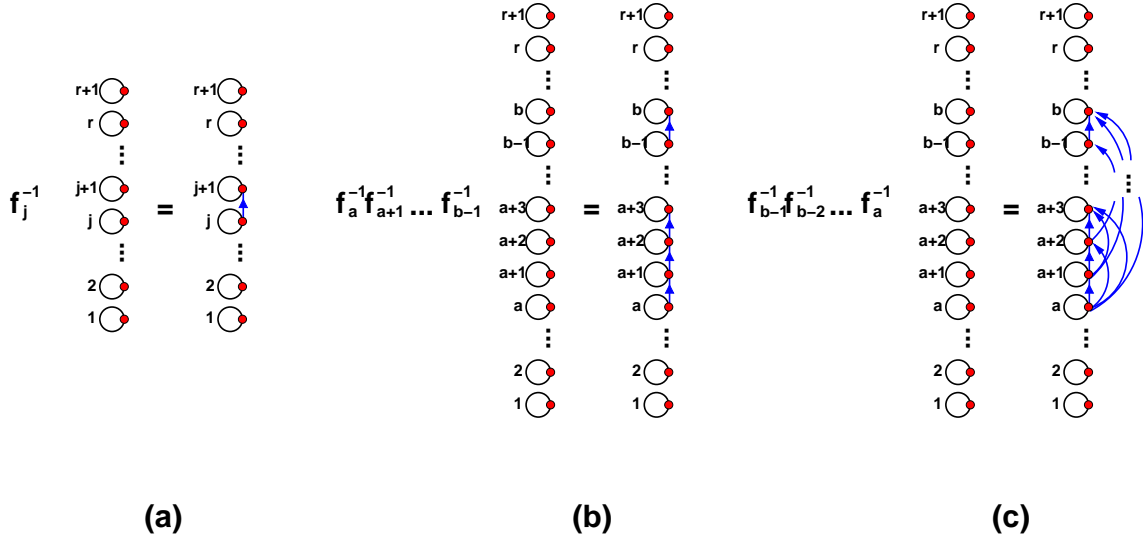 f_j^{-1}
r+1
r
...
j+1
j
...
2
1
=
r+1
r
...
j+1
j
...
2
1
(a)
f_a^{-1} f_{a+1}^{-1} ... f_{b−1}^{-1}
r+1
r
...
b
b−1
...
a+3
a+2
a+1
a
...
2
1
=
r+1
r
...
b
b−1
...
a+3
a+2
a+1
a
...
2
1
(b)
f_{b−1}^{-1} f_{b−2}^{-1} ... f_a^{-1}
r+1
r
...
b
b−1
...
a+3
a+2
a+1
a
...
2
1
=
r+1
r
...
b
b−1
...
a+3
a+2
a+1
a
...
2
1
...
(c)